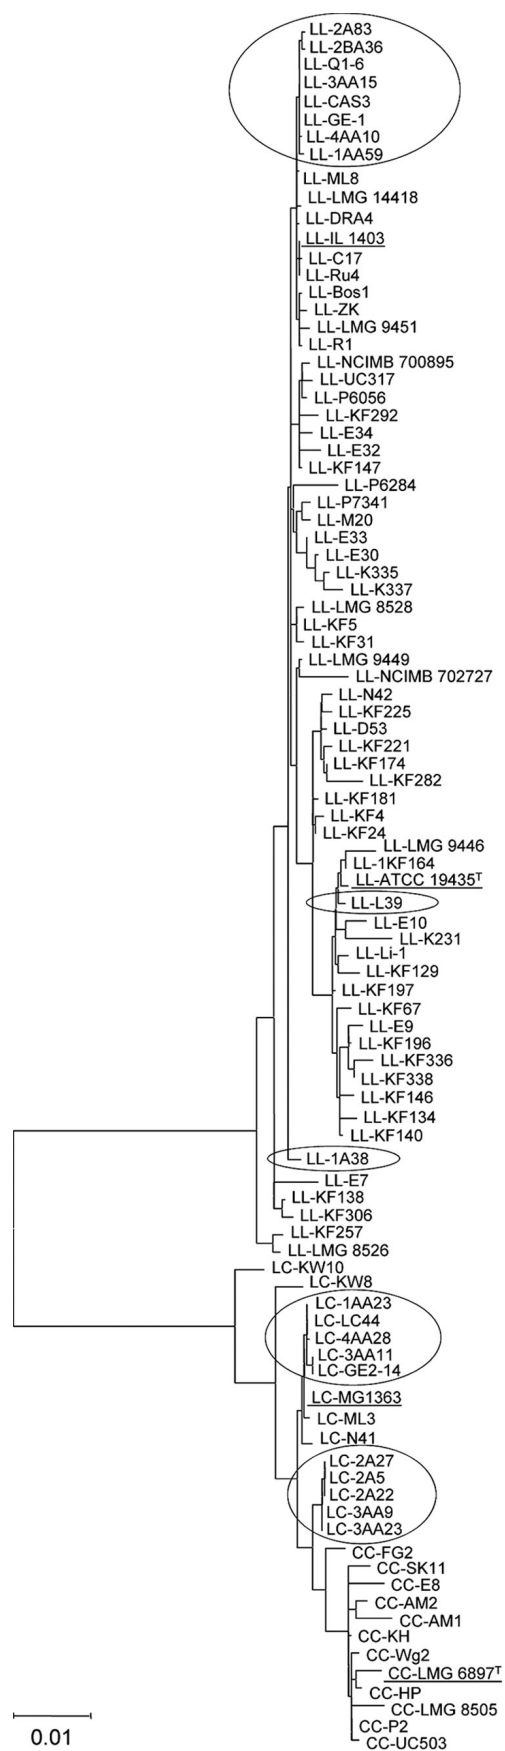 LL-2A83
LL-2BA36
LL-Q1-6
LL-3AA15
LL-CAS3
LL-GE-1
LL-4AA10
LL-1AA59
LL-ML8
LL-LMG 14418
LL-DRA4
LL-IL 1403
LL-C17
LL-Ru4
LL-Bos1
LL-ZK
LL-LMG 9451
LL-R1
LL-NCIMB 700895
LL-UC317
LL-P6056
LL-KF292
LL-E34
LL-E32
LL-KF147
LL-P6284
LL-P7341
LL-M20
LL-E33
LL-E30
LL-K335
LL-K337
LL-LMG 8528
LL-KF5
LL-KF31
LL-LMG 9449
LL-NCIMB 702727
LL-N42
LL-KF225
LL-D53
LL-KF221
LL-KF174
LL-KF282
LL-KF181
LL-KF4
LL-KF24
LL-LMG 9446
LL-1KF164
LL-ATCC 19435ᵀ
LL-L39
LL-E10
LL-K231
LL-Li-1
LL-KF129
LL-KF197
LL-KF67
LL-E9
LL-KF196
LL-KF336
LL-KF338
LL-KF146
LL-KF134
LL-KF140
LL-1A38
LL-E7
LL-KF138
LL-KF306
LL-KF257
LL-LMG 8526
LC-KW10
LC-KW8
LC-1AA23
LC-LC44
LC-4AA28
LC-3AA11
LC-GE2-14
LC-MG1363
LC-ML3
LC-N41
LC-2A27
LC-2A5
LC-2A22
LC-3AA9
LC-3AA23
CC-FG2
CC-SK11
CC-E8
CC-AM2
CC-AM1
CC-KH
CC-Wg2
CC-LMG 6897ᵀ
CC-HP
CC-LMG 8505
CC-P2
CC-UC503
0.01